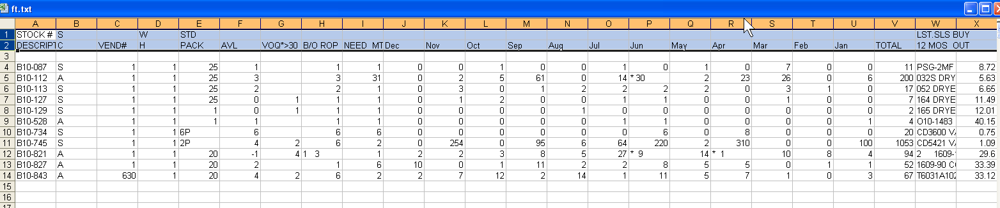 ft.txt
A B C D E F G H I J K L M N O P Q R S T U V W X
1 STOCK # S W STD LST.SLS BUY
2 DESCRIPT C VEND# H PACK AVL VOQ*>30 B/O ROP NEED MT Dec Nov Oct Sep Aug Jul Jun May Apr Mar Feb Jan TOTAL 12 MOS OUT
3
4 B10-087 S 1 1 25 1 1 1 0 0 1 0 0 1 0 1 0 7 0 0 11 PSG-2MF 8.72
5 B10-112 A 1 1 25 3 3 31 0 2 5 61 0 14 * 30 2 23 26 0 6 200 032S DRY 5.63
6 B10-113 S 1 1 25 2 2 1 0 3 0 1 2 2 2 2 0 3 1 0 17 052 DRYE 6.65
7 B10-127 S 1 1 25 0 1 1 1 0 1 2 0 0 1 1 0 0 1 0 0 7 164 DRYE 11.49
8 B10-129 S 1 1 1 0 1 1 1 0 0 0 0 1 0 0 0 0 0 0 0 2 165 DRYE 12.01
9 B10-528 A 1 1 1 1 1 1 0 0 0 0 0 1 1 0 0 0 0 1 4 O10-1483 40.15
10 B10-734 S 1 1 6P 6 6 6 0 0 0 0 0 0 6 0 8 0 0 0 20 CD3600 V 0.75
11 B10-745 S 1 1 2P 4 2 6 2 0 254 0 95 6 64 220 2 310 0 0 100 1053 CD5421 V 1.09
12 B10-821 A 1 1 20 -1 4 1 3 1 2 2 3 8 5 27 * 9 14 * 1 10 8 4 94 2 1609- 29.6
13 B10-827 A 1 1 20 2 1 6 10 0 1 11 2 2 8 5 5 0 1 1 52 1609-90 C 33.39
14 B10-843 A 630 1 20 4 2 6 2 2 7 12 2 14 1 11 5 7 1 0 3 67 T6031A102 33.12
15
16
17